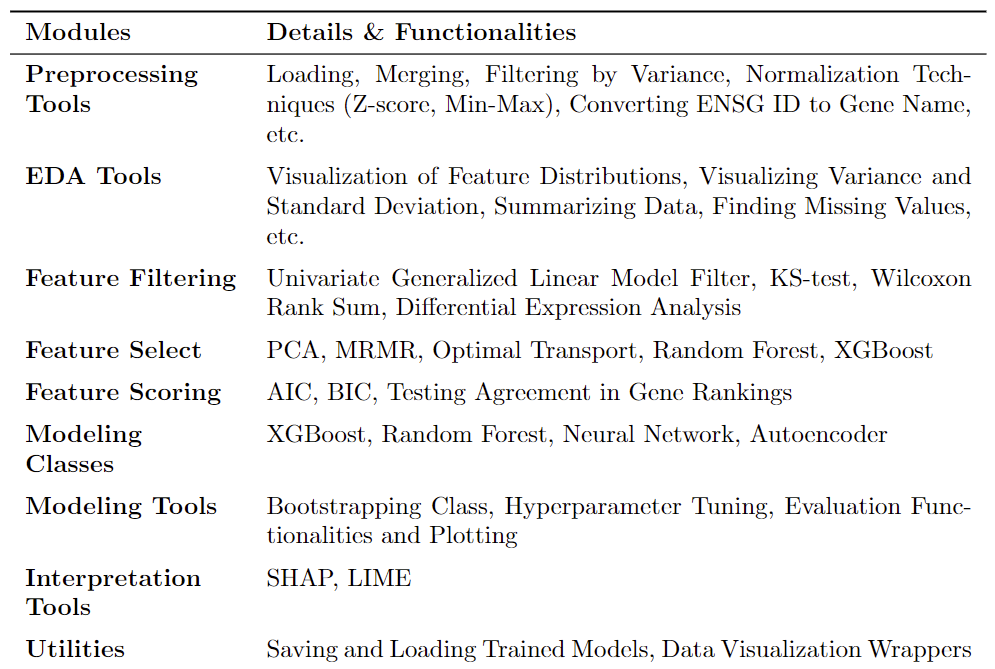 Modules Details & Functionalities
Preprocessing Loading, Merging, Filtering by Variance, Normalization Tech-
Tools niques (Z-score, Min-Max), Converting ENSG ID to Gene Name,
etc.
EDA Tools Visualization of Feature Distributions, Visualizing Variance and
Standard Deviation, Summarizing Data, Finding Missing Values,
etc.
Feature Filtering Univariate Generalized Linear Model Filter, KS-test, Wilcoxon
Rank Sum, Differential Expression Analysis
Feature Select PCA, MRMR, Optimal Transport, Random Forest, XGBoost
Feature Scoring AIC, BIC, Testing Agreement in Gene Rankings
Modeling XGBoost, Random Forest, Neural Network, Autoencoder
Classes
Modeling Tools Bootstrapping Class, Hyperparameter Tuning, Evaluation Func-
tionalities and Plotting
Interpretation SHAP, LIME
Tools
Utilities Saving and Loading Trained Models, Data Visualization Wrappers